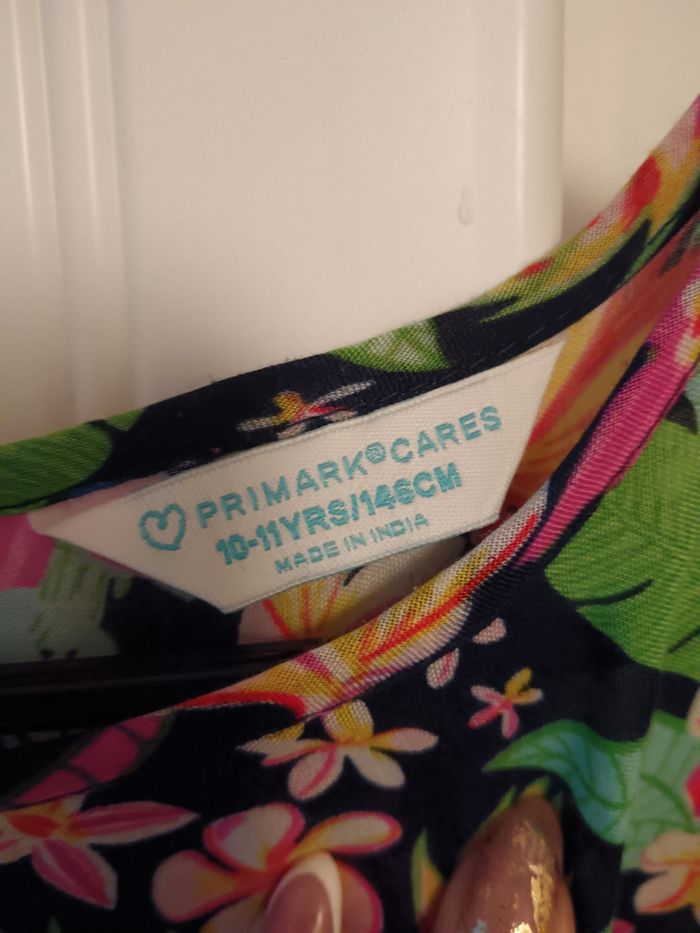 PRIMARK® CARES
10-11YRS/146CM
MADE IN INDIA